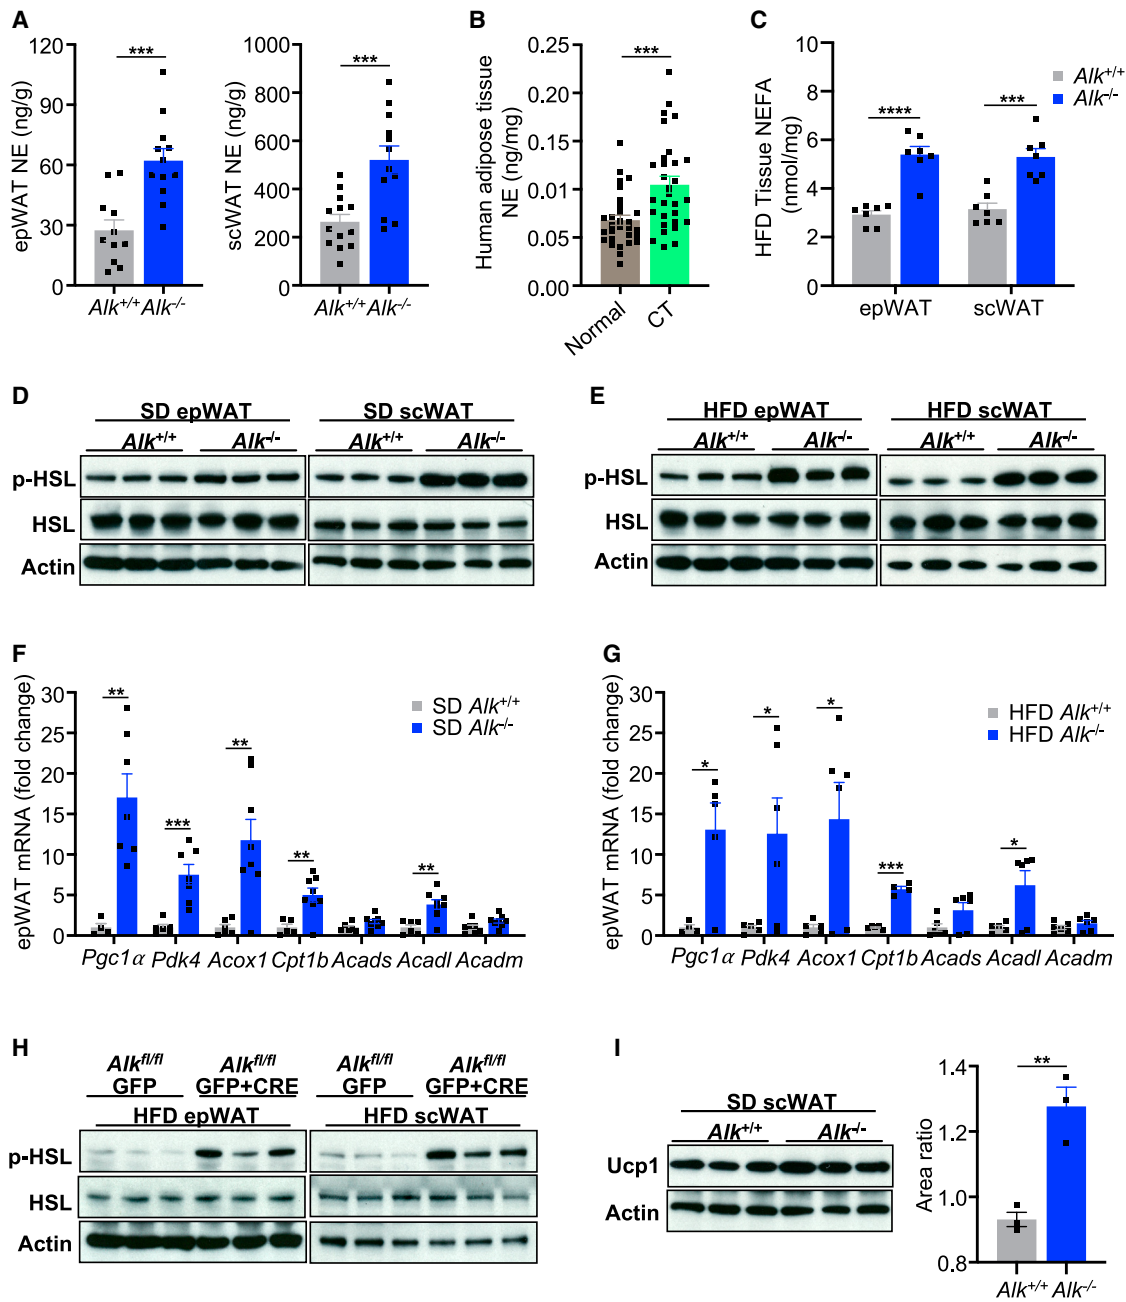 A
epWAT NE (ng/g)
120
90
60
30
0
***
Alk+/+ Alk-/-
scWAT NE (ng/g)
1000
800
600
400
200
0
***
Alk+/+ Alk-/-
B
Human adipose tissue
NE (ng/mg)
0.25
0.20
0.15
0.10
0.05
0.00
***
Normal
CT
C
HFD Tissue NEFA
(nmol/mg)
10
8
6
4
2
0
****
***
epWAT
scWAT
Alk+/+
Alk-/-
D
SD epWAT
SD scWAT
Alk+/+
Alk-/-
Alk+/+
Alk-/-
p-HSL
HSL
Actin
E
HFD epWAT
HFD scWAT
Alk+/+
Alk-/-
Alk+/+
Alk-/-
p-HSL
HSL
Actin
F
epWAT mRNA (fold change)
30
25
20
15
10
5
0
**
***
**
**
**
SD Alk+/+
SD Alk-/-
Pgc1α Pdk4 Acox1 Cpt1b Acads Acadl Acadm
G
epWAT mRNA (fold change)
30
25
20
15
10
5
0
*
*
*
***
*
HFD Alk+/+
HFD Alk-/-
Pgc1α Pdk4 Acox1 Cpt1b Acads Acadl Acadm
H
Alkfl/fl
GFP
Alkfl/fl
GFP+CRE
Alkfl/fl
GFP
Alkfl/fl
GFP+CRE
HFD epWAT
HFD scWAT
p-HSL
HSL
Actin
I
SD scWAT
Alk+/+
Alk-/-
Ucp1
Actin
Area ratio
1.4
1.2
1.0
0.8
**
Alk+/+ Alk-/-